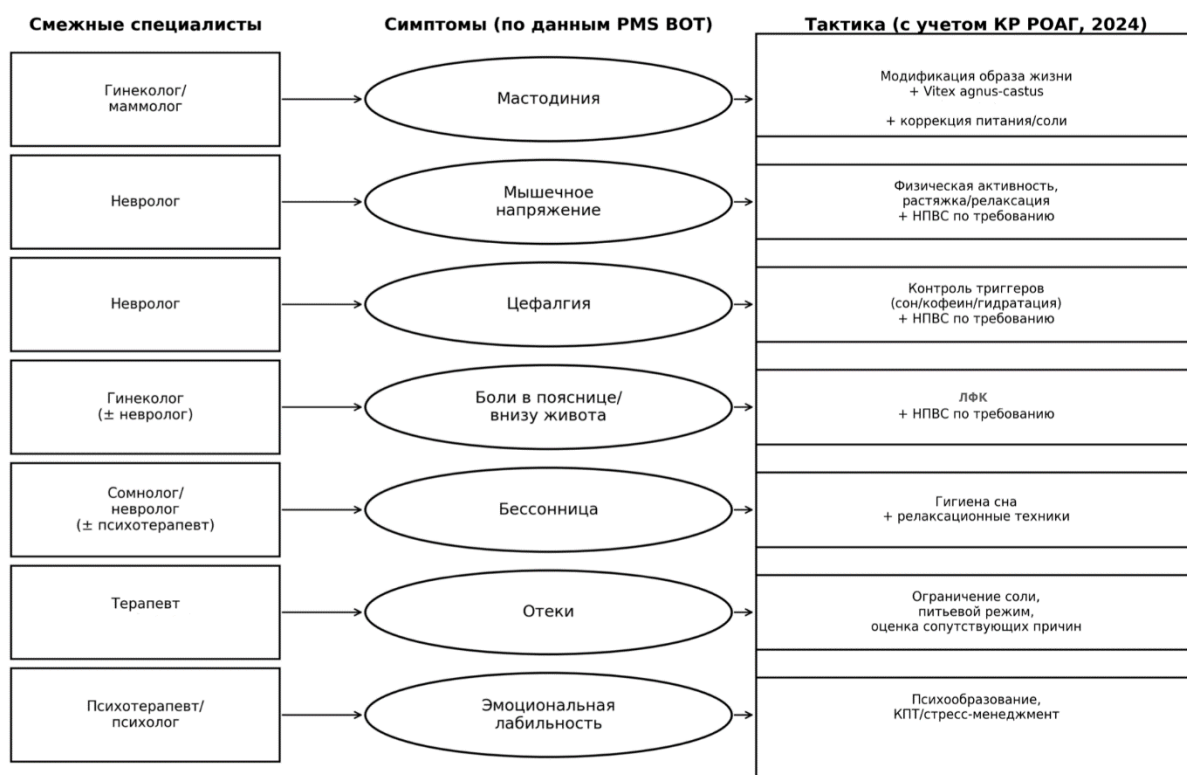 Смежные специалисты
Симптомы (по данным PMS BOT)
Тактика (с учетом КР РОАГ, 2024)
Гинеколог/
маммолог
Мастодиния
Модификация образа жизни
+ Vitex agnus-castus
+ коррекция питания/соли
Невролог
Мышечное
напряжение
Физическая активность,
растяжка/релаксация
+ НПВС по требованию
Невролог
Цефалгия
Контроль триггеров
(сон/кофеин/гидратация)
+ НПВС по требованию
Гинеколог
(± невролог)
Боли в пояснице/
внизу живота
ЛФК
+ НПВС по требованию
Сомнолог/
невролог
(± психотерапевт)
Бессонница
Гигиена сна
+ релаксационные техники
Терапевт
Отеки
Ограничение соли,
питьевой режим,
оценка сопутствующих причин
Психотерапевт/
психолог
Эмоциональная
лабильность
Психообразование,
КПТ/стресс-менеджмент